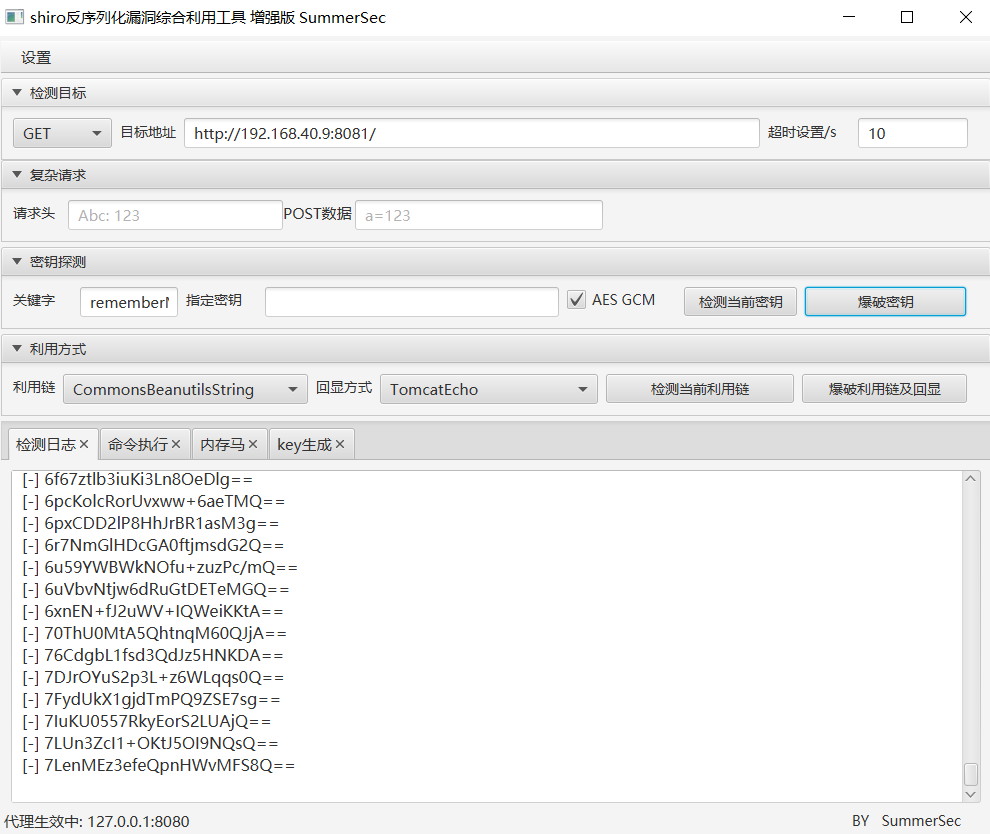 shiro反序列化漏洞综合利用工具 增强版 SummerSec
设置
检测目标
GET 目标地址 http://192.168.40.9:8081/ 超时设置/s 10
复杂请求
请求头 Abc: 123 POST数据 a=123
密钥探测
关键字 rememberM 指定密钥 AES GCM 检测当前密钥 爆破密钥
利用方式
利用链 CommonsBeanutilsString 回显方式 TomcatEcho 检测当前利用链 爆破利用链及回显
检测日志× 命令执行× 内存马× key生成×
[-] 6f67ztlb3iuKi3Ln8OeDlg==
[-] 6pcKolcRorUvxww+6aeTMQ==
[-] 6pxCDD2lP8HhJrBR1asM3g==
[-] 6r7NmGlHDcGA0ftjmsdG2Q==
[-] 6u59YWBWkNOfu+zuzPc/mQ==
[-] 6uVbvNtjw6dRuGtDETeMGQ==
[-] 6xnEN+fJ2uWV+IQWeiKKtA==
[-] 70ThU0MtA5QhtnqM60QJjA==
[-] 76CdgbL1fsd3QdJz5HNKDA==
[-] 7DJrOYuS2p3L+z6WLqqs0Q==
[-] 7FydUkX1gjdTmPQ9ZSE7sg==
[-] 7IuKU0557RkyEorS2LUAjQ==
[-] 7LUn3ZcI1+OKtJ5OI9NQsQ==
[-] 7LenMEz3efeQpnHWvMFS8Q==
代理生效中: 127.0.0.1:8080 BY SummerSec